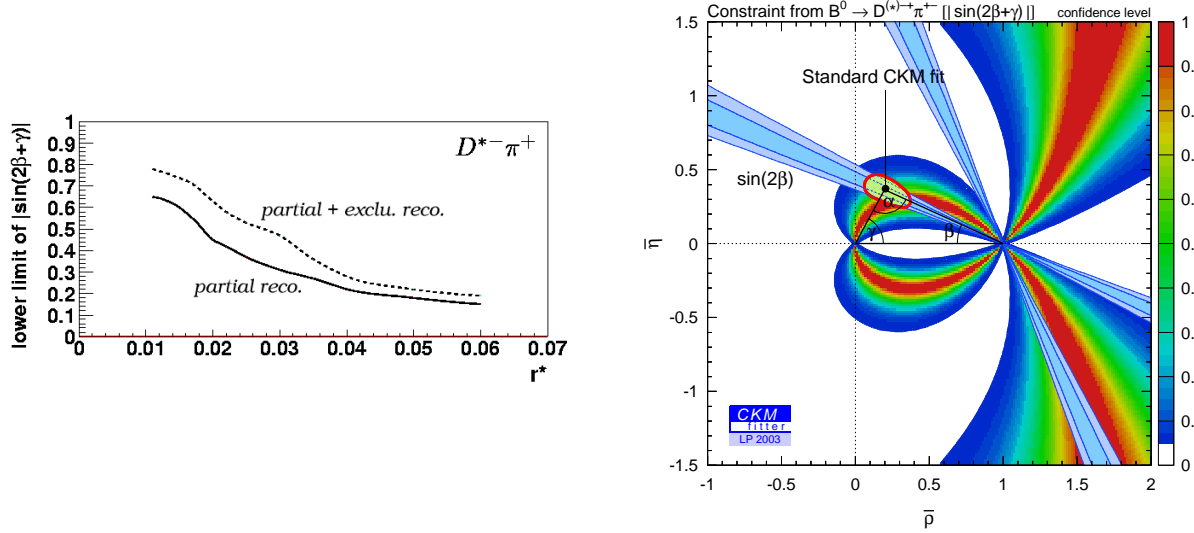 lower limit of |sin(2β+γ)|
1
0.9
0.8
0.7
0.6
0.5
0.4
0.3
0.2
0.1
0
D*−π+
partial + exclu. reco.
partial reco.
0 0.01 0.02 0.03 0.04 0.05 0.06 0.07
r*
Constraint from B⁰ → D(*)−+π+− [| sin(2β+γ) |]
confidence level
Standard CKM fit
sin(2β)
α
γ
β
η̅
1.5
1
0.5
0
-0.5
-1
-1.5
CKM
fitter
LP 2003
-1 -0.5 0 0.5 1 1.5 2
ρ̅
1
0.
0.
0.
0.
0.
0.
0.
0.
0.
0